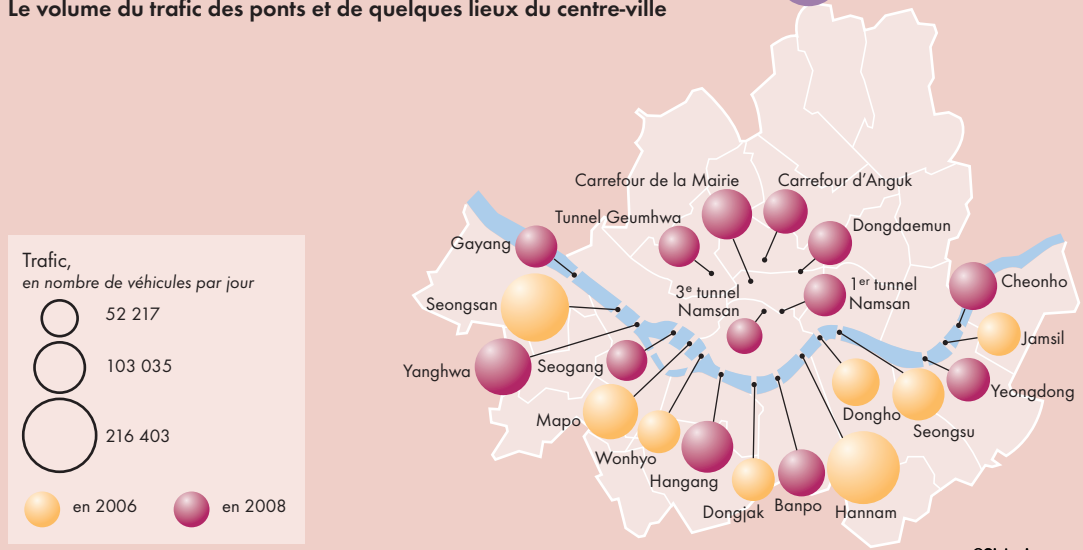 Le volume du trafic des ponts et de quelques lieux du centre-ville
Carrefour de la Mairie
Carrefour d'Anguk
Tunnel Geumhwa
Dongdaemun
Gayang
Trafic,
en nombre de véhicules par jour
52 217
103 035
216 403
en 2006
en 2008
3e tunnel
Namsan
1er tunnel
Namsan
Cheonho
Seongsan
Jamsil
Yanghwa
Seogang
Yeongdong
Mapo
Dongho
Seongsu
Wonhyo
Hangang
Dongjak
Banpo
Hannam